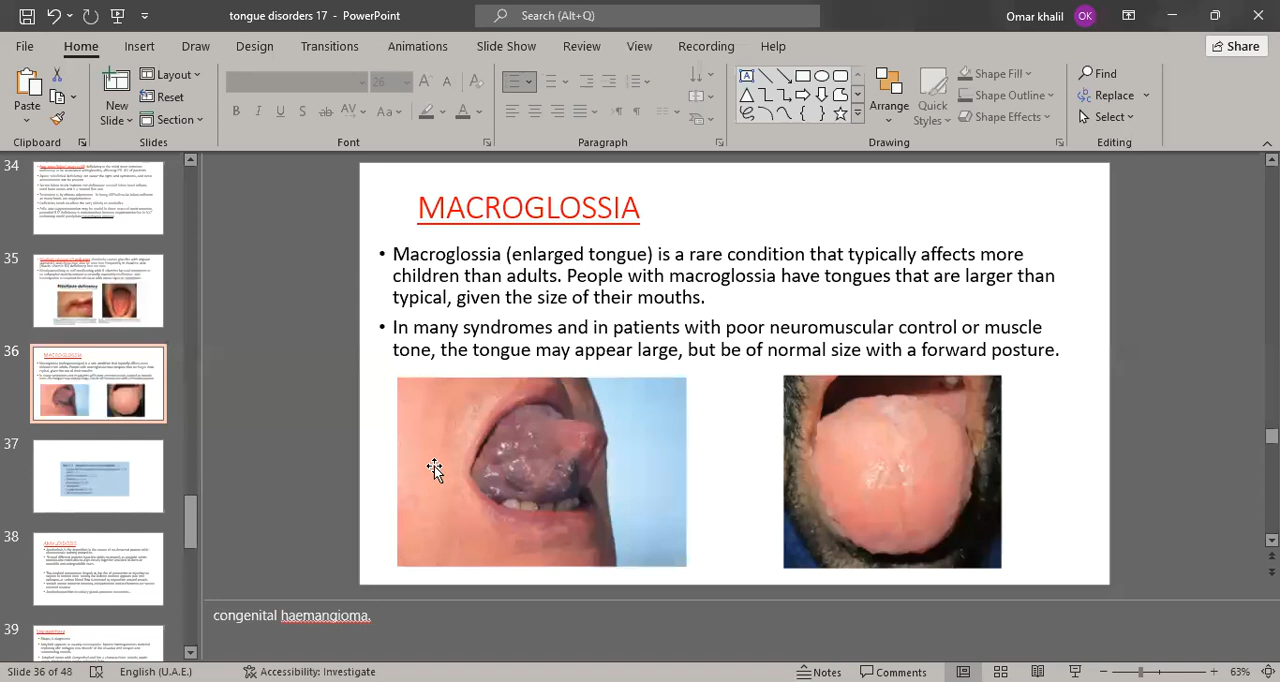 tongue disorders 17 - PowerPoint
Search (Alt+Q)
Omar khalil
OK
File Home Insert Draw Design Transitions Animations Slide Show Review View Recording Help
Share
Paste
Clipboard
New
Slide
Layout
Reset
Section
Slides
26
Font
Paragraph
Arrange
Quick
Styles
Shape Fill
Shape Outline
Shape Effects
Drawing
Find
Replace
Select
Editing
34
35
36
37
38
39
MACROGLOSSIA
• Macroglossia (enlarged tongue) is a rare condition that typically affects more
children than adults. People with macroglossia have tongues that are larger than
typical, given the size of their mouths.
• In many syndromes and in patients with poor neuromuscular control or muscle
tone, the tongue may appear large, but be of normal size with a forward posture.
congenital haemangioma.
Slide 36 of 48
English (U.A.E.)
Accessibility: Investigate
Notes
Comments
63%